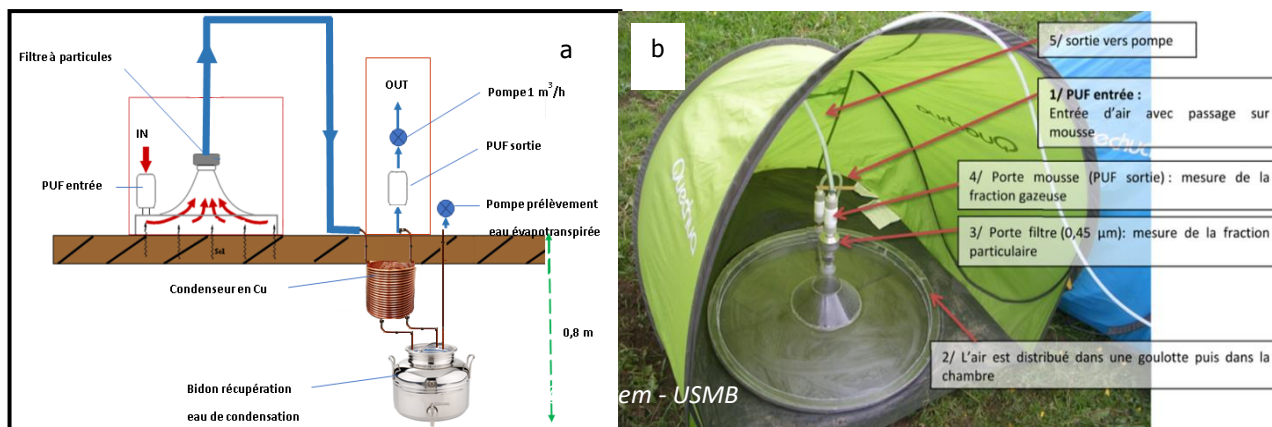 a
Filtre à particules
IN
PUF entrée
OUT
Pompe 1 m³/h
PUF sortie
Pompe prélèvement
eau évapotranspirée
Sol
Condenseur en Cu
0,8 m
Bidon récupération
eau de condensation
b
5/ sortie vers pompe
1/ PUF entrée :
Entrée d'air avec passage sur
mousse
4/ Porte mousse (PUF sortie) : mesure de la
fraction gazeuse
3/ Porte filtre (0,45 µm): mesure de la fraction
particulaire
2/ L'air est distribué dans une goulotte puis dans la
chambre
em - USMB
Quechua
Quechua
echua